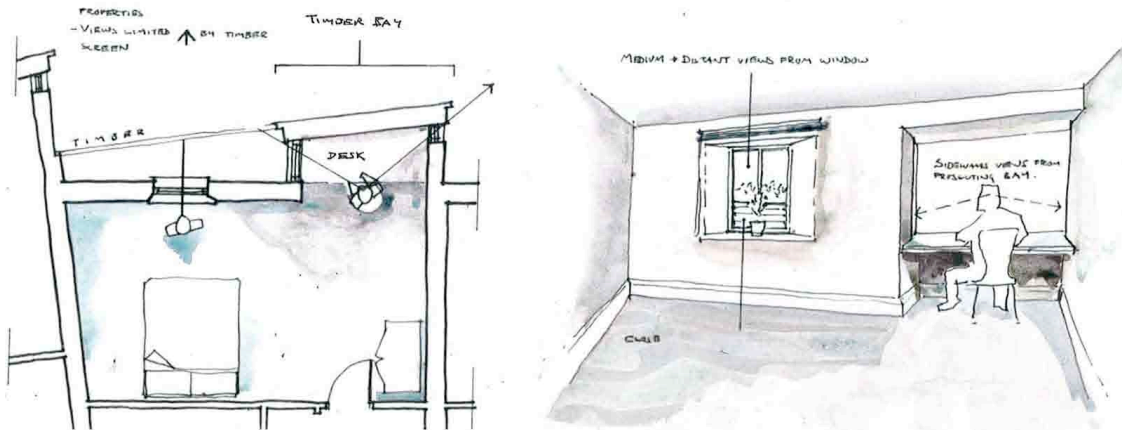 PROPERTIES
- VIEWS LIMITED BY TIMBER
SCREEN
TIMBER BAY
TIMBER
DESK
MEDIUM + DISTANT VIEWS FROM WINDOW
SIDEWAYS VIEWS FROM
PROTRUDING BAY.